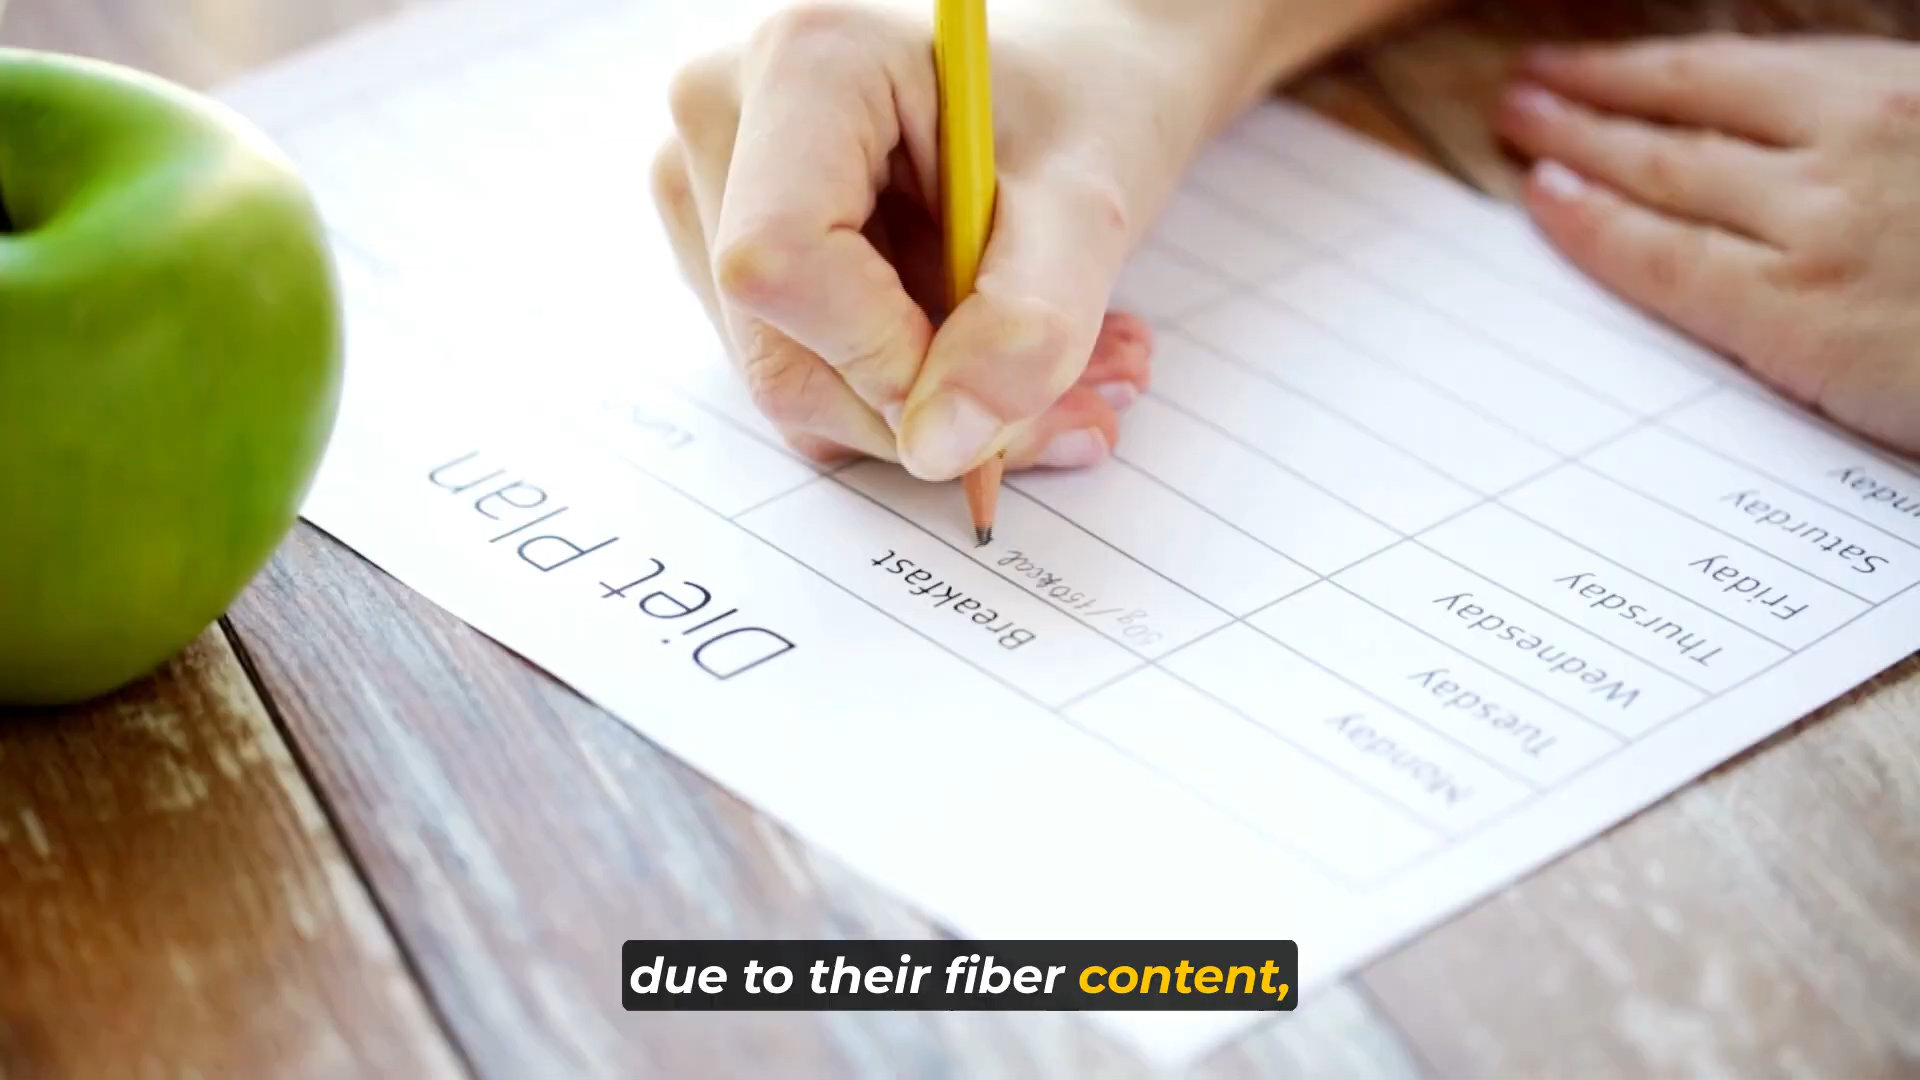 Diet Plan
Breakfast
50g/150kcal
Monday
Tuesday
Wednesday
Thursday
Friday
Saturday
due to their fiber content,